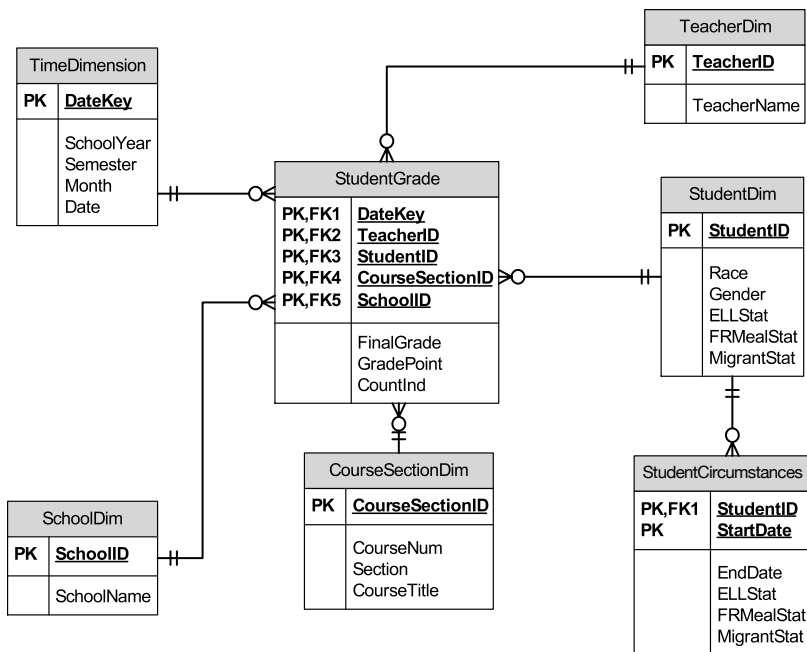 TeacherDim
PK TeacherID
TeacherName
TimeDimension
PK DateKey
SchoolYear
Semester
Month
Date
StudentGrade
PK,FK1 DateKey
PK,FK2 TeacherID
PK,FK3 StudentID
PK,FK4 CourseSectionID
PK,FK5 SchoolID
FinalGrade
GradePoint
CountInd
StudentDim
PK StudentID
Race
Gender
ELLStat
FRMealStat
MigrantStat
CourseSectionDim
PK CourseSectionID
CourseNum
Section
CourseTitle
StudentCircumstances
PK,FK1 StudentID
PK StartDate
EndDate
ELLStat
FRMealStat
MigrantStat
SchoolDim
PK SchoolID
SchoolName